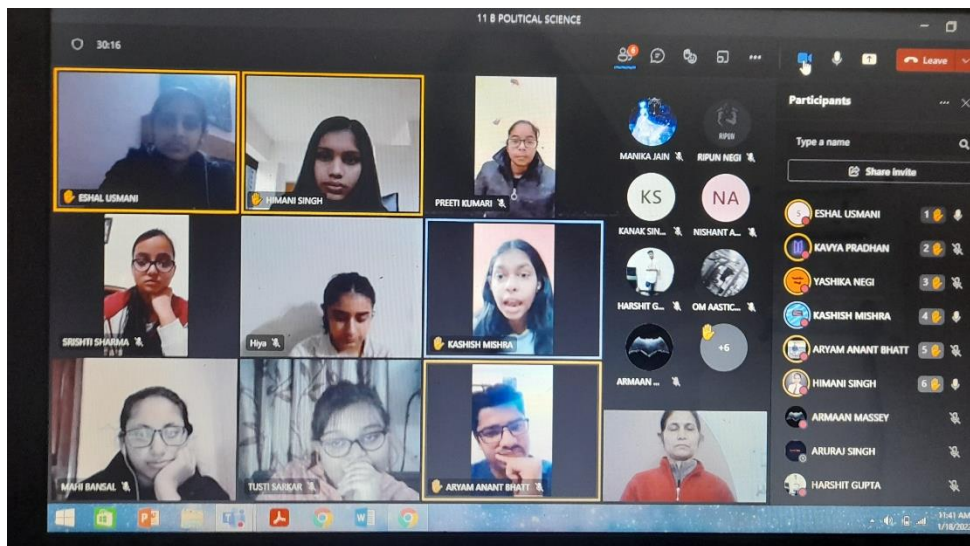 11 B POLITICAL SCIENCE
30:16
6
Leave
ESHAL USMANI
HIMANI SINGH
PREETI KUMARI
SRISHTI SHARMA
Hiya
KASHISH MISHRA
MAHI BANSAL
TUSTI SARKAR
ARYAM ANANT BHATT
RIPUN
MANIKA JAIN
RIPUN NEGI
KS
NA
KANAK SIN...
NISHANT A...
HARSHIT G...
OM AASTIC...
+6
ARMAAN ...
Participants
Type a name
Share invite
ESHAL USMANI 1
KAVYA PRADHAN 2
YASHIKA NEGI 3
KASHISH MISHRA 4
ARYAM ANANT BHATT 5
HIMANI SINGH 6
ARMAAN MASSEY
ARURAJ SINGH
HARSHIT GUPTA
11:41 AM